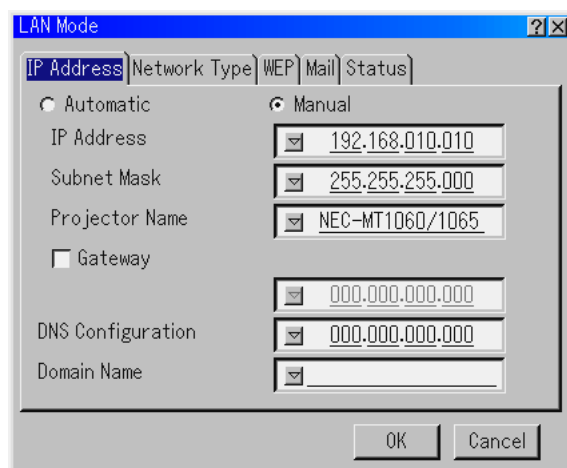 LAN Mode
? X
IP Address Network Type WEP Mail Status
Automatic Manual
IP Address 192.168.010.010
Subnet Mask 255.255.255.000
Projector Name NEC-MT1060/1065
Gateway
000.000.000.000
DNS Configuration 000.000.000.000
Domain Name
OK Cancel